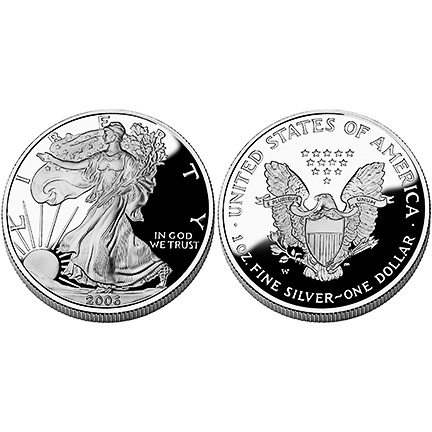 LIBERTY
IN GOD
WE TRUST
2006
UNITED STATES OF AMERICA
W
1 OZ. FINE SILVER~ONE DOLLAR